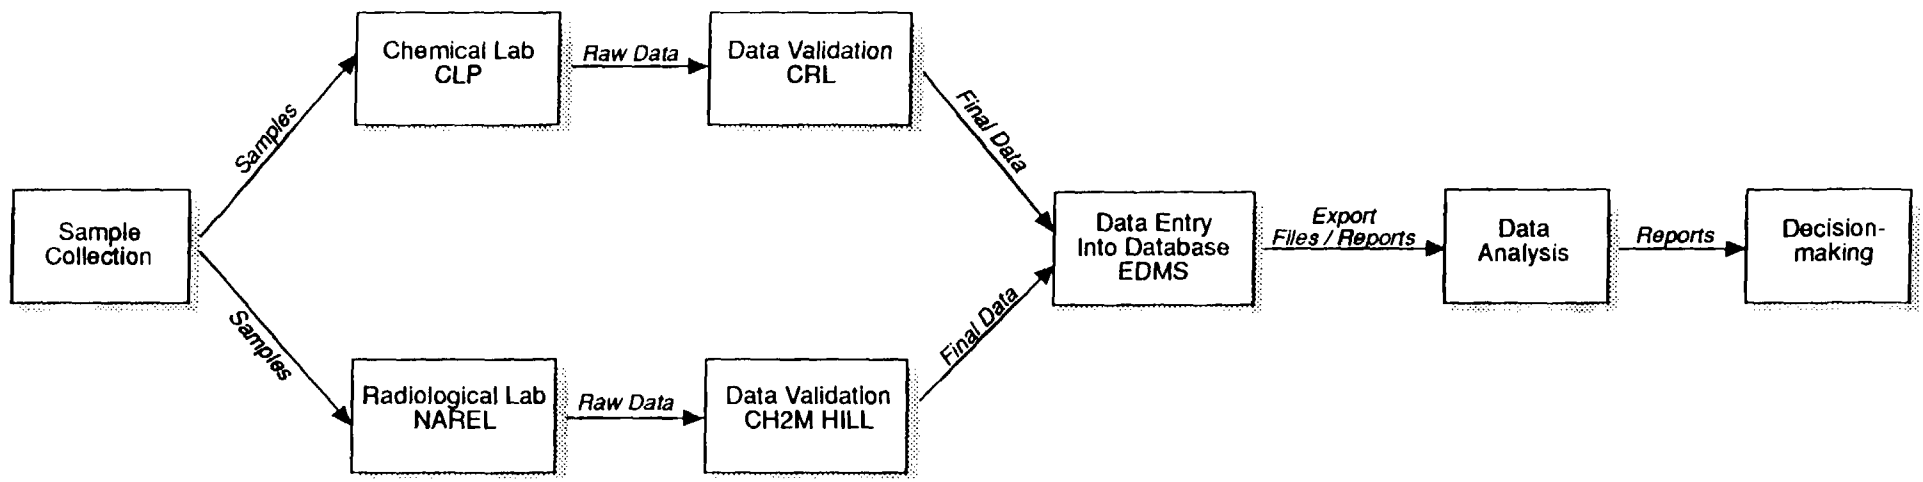 Sample
Collection
Samples
Samples
Chemical Lab
CLP
Raw Data
Data Validation
CRL
Final Data
Radiological Lab
NAREL
Raw Data
Data Validation
CH2M HILL
Final Data
Data Entry
Into Database
EDMS
Export
Files / Reports
Data
Analysis
Reports
Decision-
making